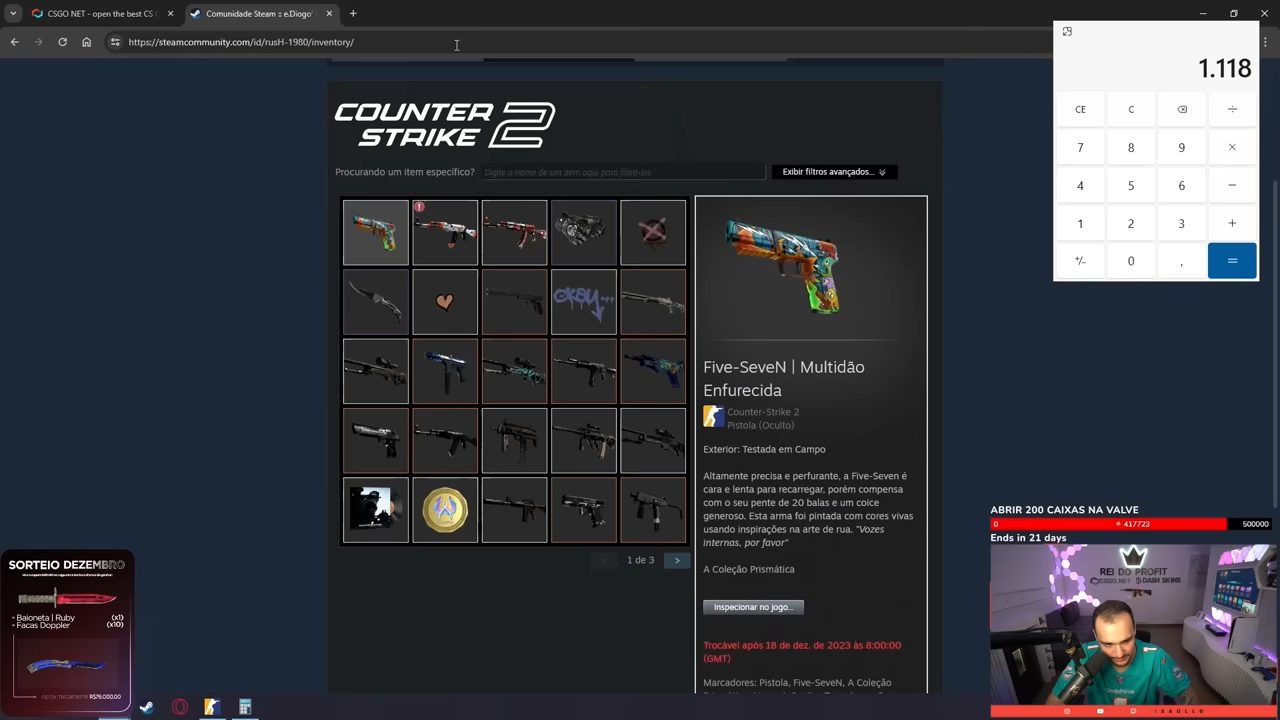 CSGO NET - open the best CS G
Comunidade Steam :: e.Diogo'
https://steamcommunity.com/id/rusH-1980/inventory/
1.118
CE
C
÷
7
8
9
×
4
5
6
−
1
2
3
+
+/-
0
,
=
COUNTER
STRIKE 2
Procurando um item específico?
Digite o nome de um item aqui para filtrá-lo
Exibir filtros avançados...
OKAY...
Five-SeveN | Multidão
Enfurecida
Counter-Strike 2
Pistola (Oculto)
Exterior: Testada em Campo
Altamente precisa e perfurante, a Five-Seven é
cara e lenta para recarregar, porém compensa
com o seu pente de 20 balas e um coice
generoso. Esta arma foi pintada com cores vivas
usando inspirações na arte de rua. "Vozes
internas, por favor"
A Coleção Prismática
Inspecionar no jogo...
Trocável após 18 de dez. de 2023 às 8:00:00
(GMT)
Marcadores: Pistola, Five-SeveN, A Coleção
< 1 de 3 >
ABRIR 200 CAIXAS NA VALVE
0 417723 500000
Ends in 21 days
REI DO PROFIT
CSGO.NET DASH SKINS
/SAULLO
SORTEIO DEZEMBRO
Baioneta | Ruby (x1)
Facas Doppler (x10)
R$76.000,00